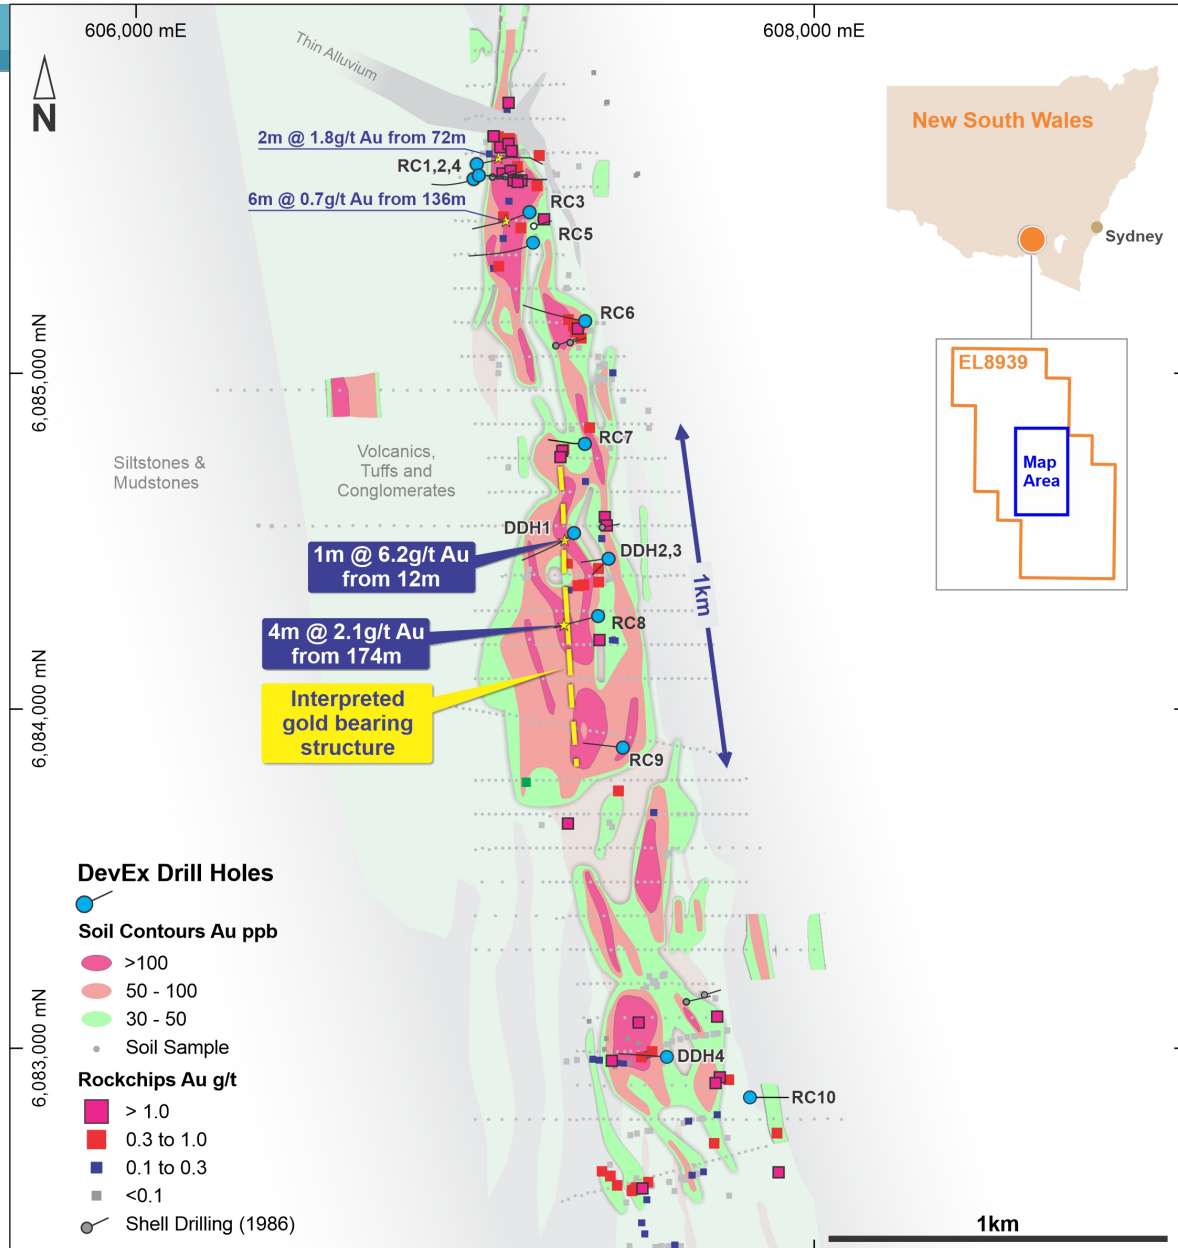 606,000 mE
608,000 mE
N
Thin Alluvium
New South Wales
2m @ 1.8g/t Au from 72m
RC1,2,4
6m @ 0.7g/t Au from 136m
RC3
RC5
Sydney
RC6
EL8939
6,085,000 mN
RC7
Siltstones &
Mudstones
Volcanics,
Tuffs and
Conglomerates
Map
Area
DDH1
1m @ 6.2g/t Au
from 12m
DDH2,3
1km
4m @ 2.1g/t Au
from 174m
RC8
Interpreted
gold bearing
structure
6,084,000 mN
RC9
DevEx Drill Holes
Soil Contours Au ppb
>100
50 - 100
30 - 50
Soil Sample
Rockchips Au g/t
> 1.0
0.3 to 1.0
0.1 to 0.3
<0.1
Shell Drilling (1986)
6,083,000 mN
DDH4
RC10
1km